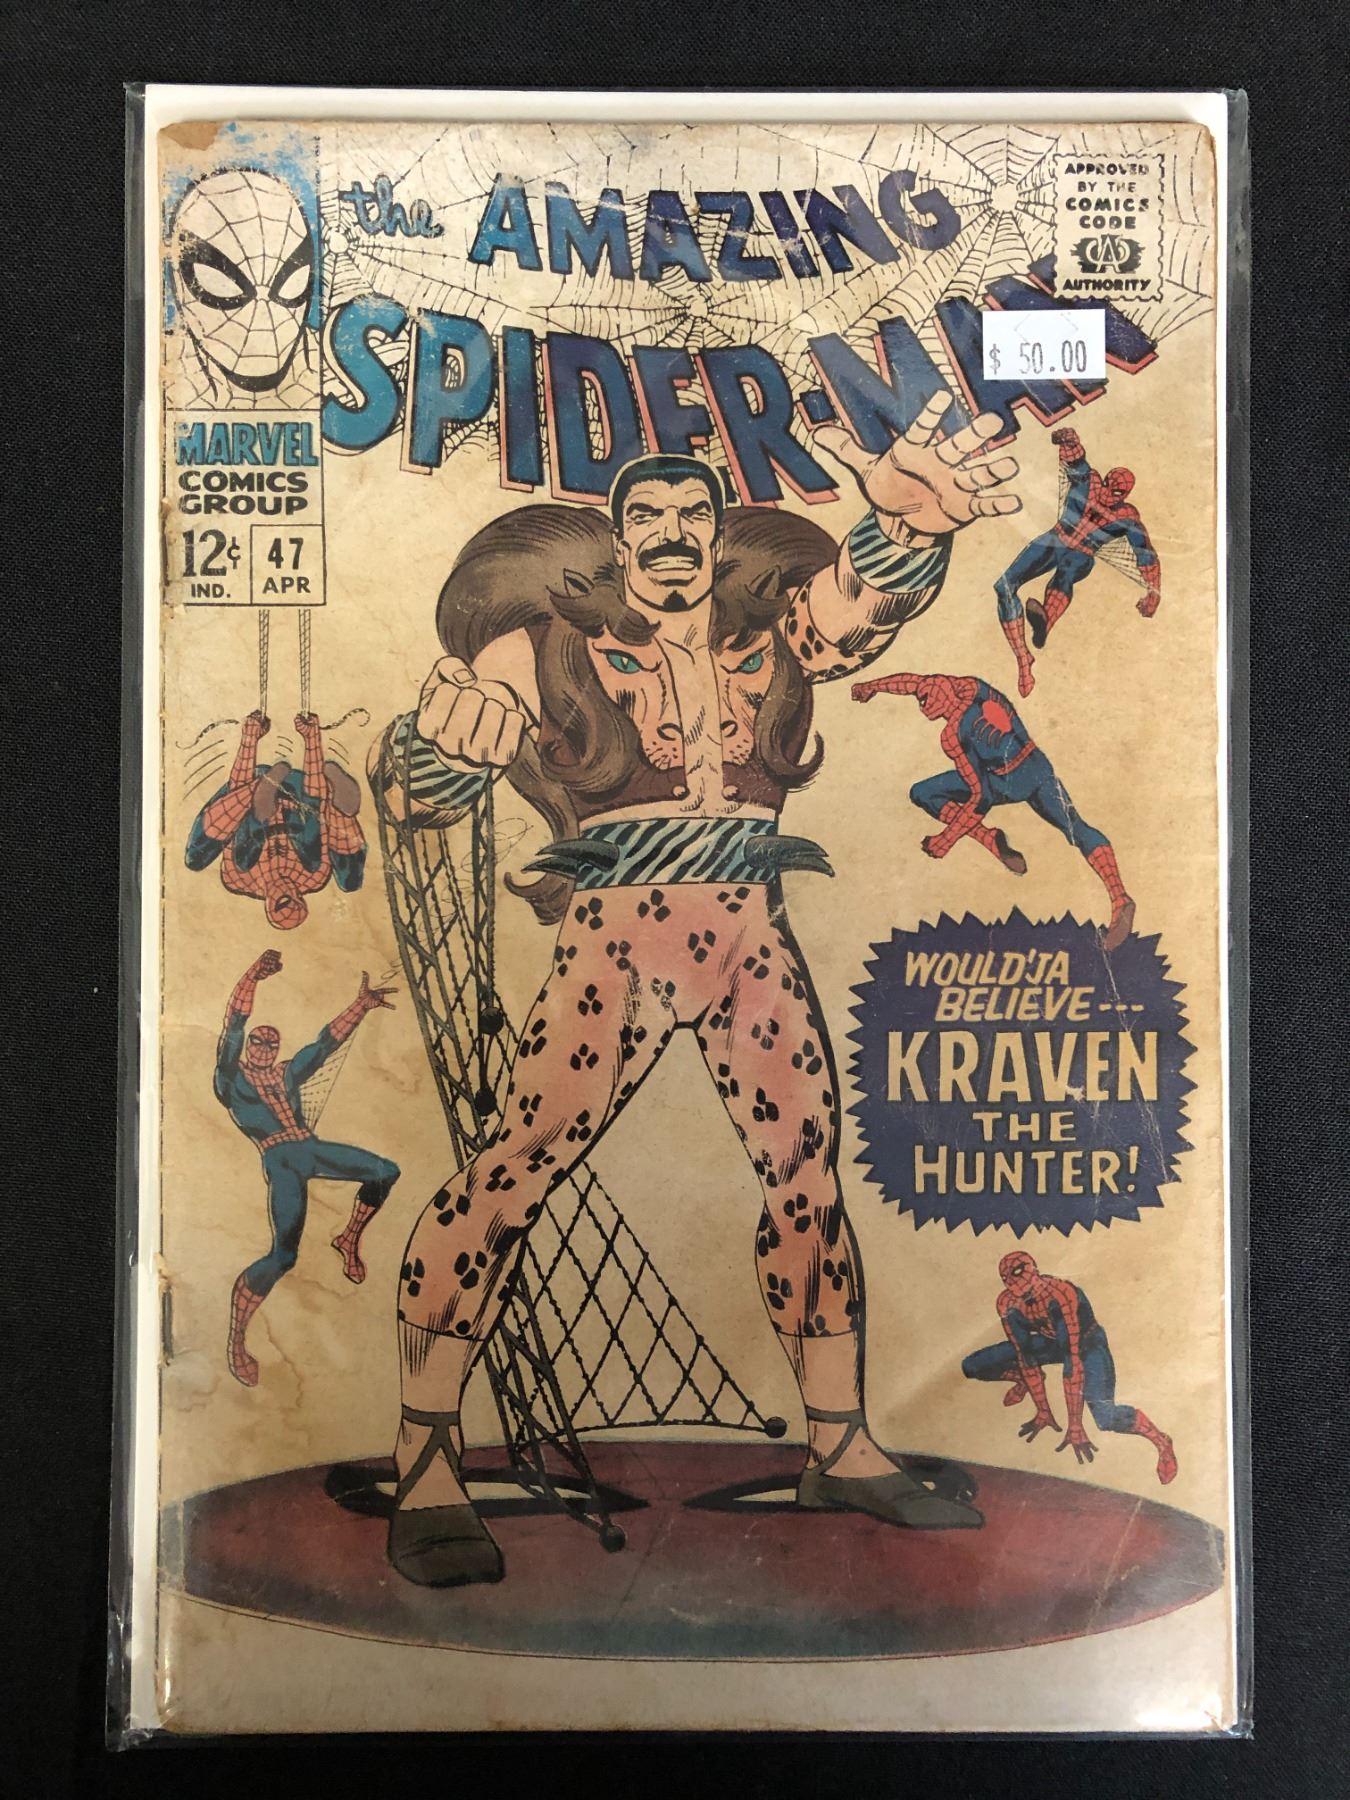 the AMAZING
SPIDER-MAN
APPROVED
BY THE
COMICS
CODE
CA
AUTHORITY
$ 50.00
MARVEL
COMICS
GROUP
12¢
IND.
47
APR
WOULD'JA
BELIEVE---
KRAVEN
THE
HUNTER!